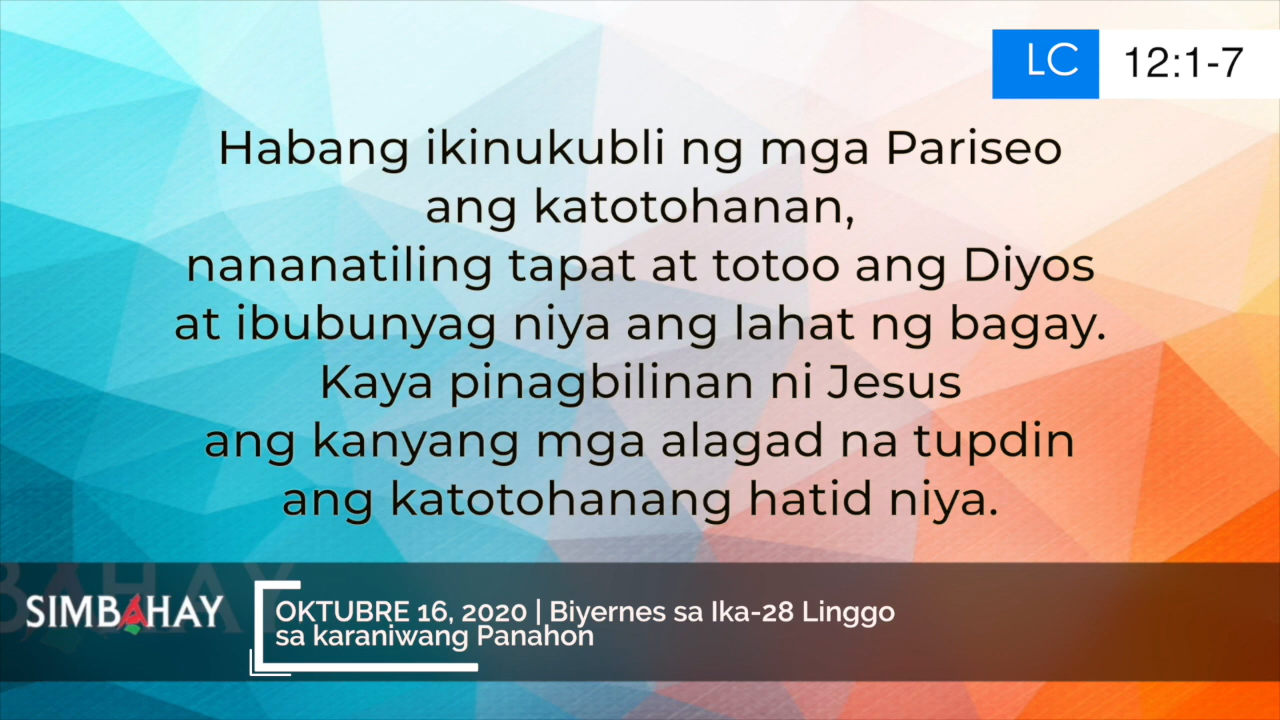 LC 12:1-7
Habang ikinukubli ng mga Pariseo
ang katotohanan,
nananatiling tapat at totoo ang Diyos
at ibubunyag niya ang lahat ng bagay.
Kaya pinagbilinan ni Jesus
ang kanyang mga alagad na tupdin
ang katotohanang hatid niya.
SIMBAHAY
OKTUBRE 16, 2020 | Biyernes sa Ika-28 Linggo
sa karaniwang Panahon